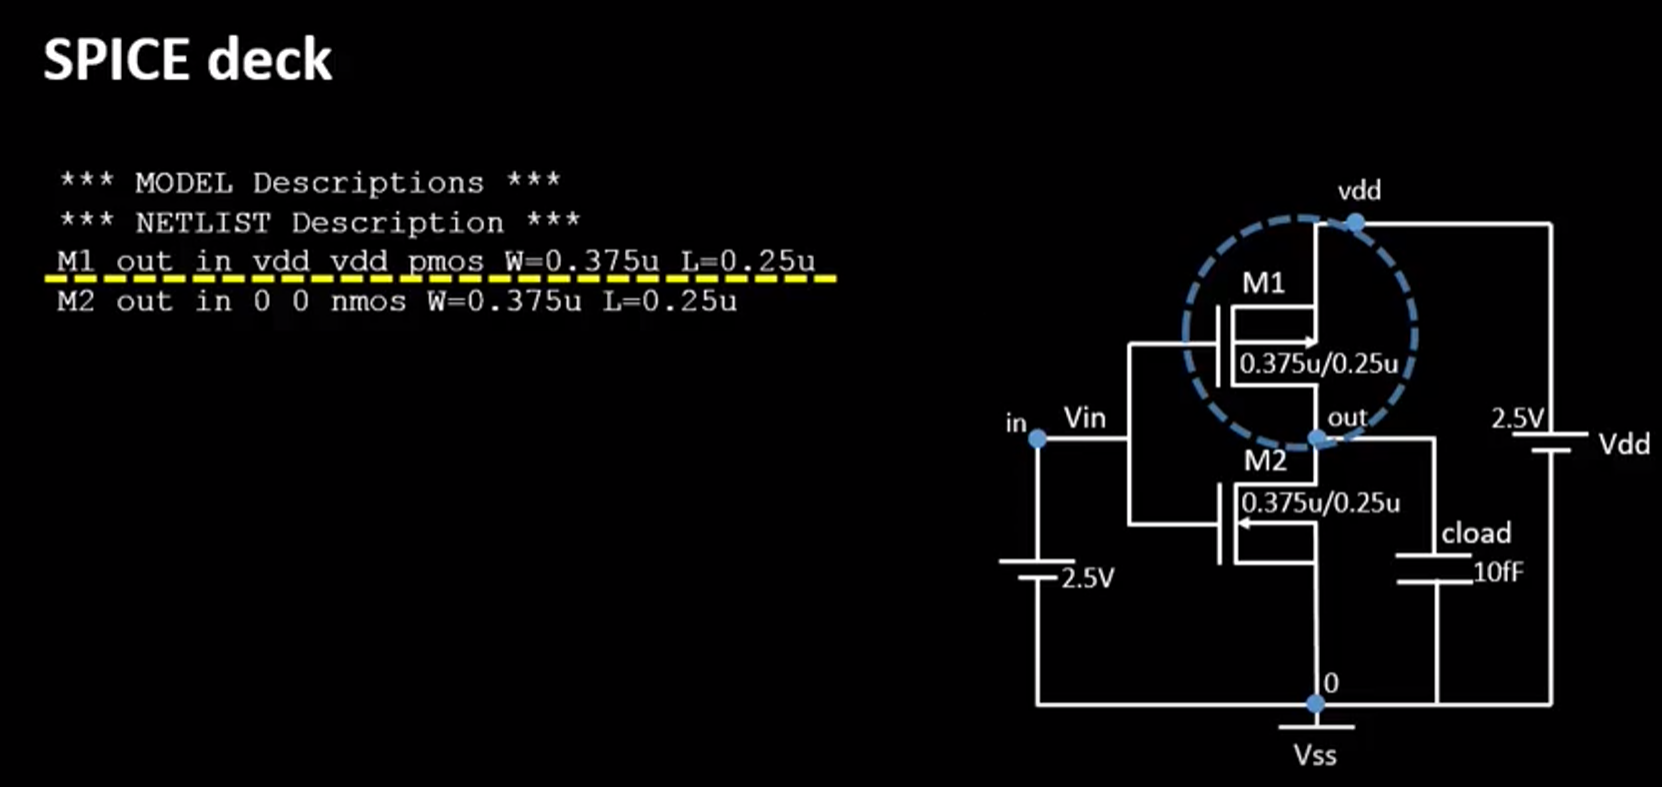 SPICE deck
*** MODEL Descriptions ***
*** NETLIST Description ***
M1 out in vdd vdd pmos W=0.375u L=0.25u
M2 out in 0 0 nmos W=0.375u L=0.25u
vdd
M1
0.375u/0.25u
in
Vin
out
2.5V
Vdd
M2
0.375u/0.25u
cload
10fF
2.5V
0
Vss